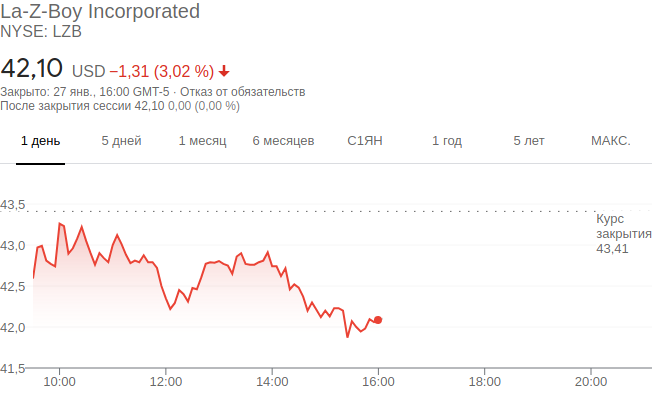 La-Z-Boy Incorporated
NYSE: LZB
42,10 USD −1,31 (3,02 %)
Закрыто: 27 янв., 16:00 GMT-5 · Отказ от обязательств
После закрытия сессии 42,10 0,00 (0,00 %)
1 день 5 дней 1 месяц 6 месяцев С1ЯН 1 год 5 лет МАКС.
43,5
Курс
закрытия
43,41
43,0
42,5
42,0
41,5
10:00 12:00 14:00 16:00 18:00 20:00